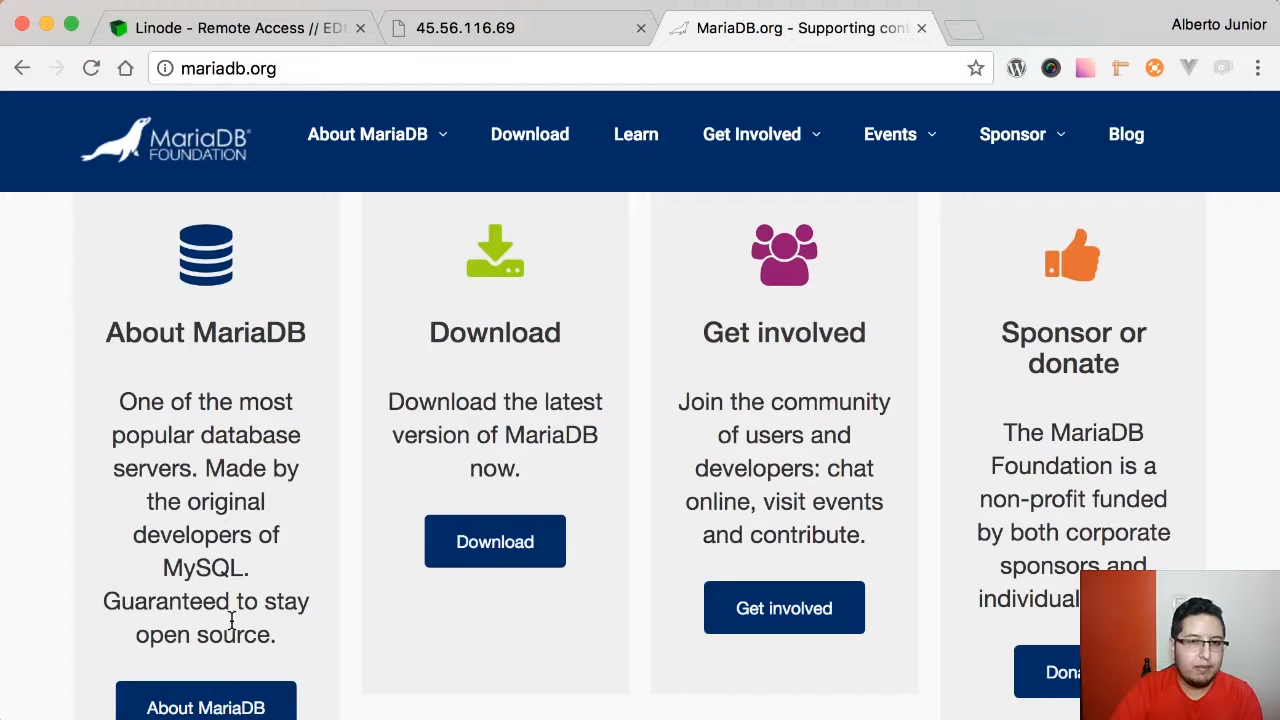 Linode - Remote Access // EDt
45.56.116.69
MariaDB.org - Supporting cont
Alberto Junior
mariadb.org
MariaDB
FOUNDATION
About MariaDB
Download
Learn
Get Involved
Events
Sponsor
Blog
About MariaDB
One of the most
popular database
servers. Made by
the original
developers of
MySQL.
Guaranteed to stay
open source.
About MariaDB
Download
Download the latest
version of MariaDB
now.
Download
Get involved
Join the community
of users and
developers: chat
online, visit events
and contribute.
Get involved
Sponsor or
donate
The MariaDB
Foundation is a
non-profit funded
by both corporate
sponsors and
individual